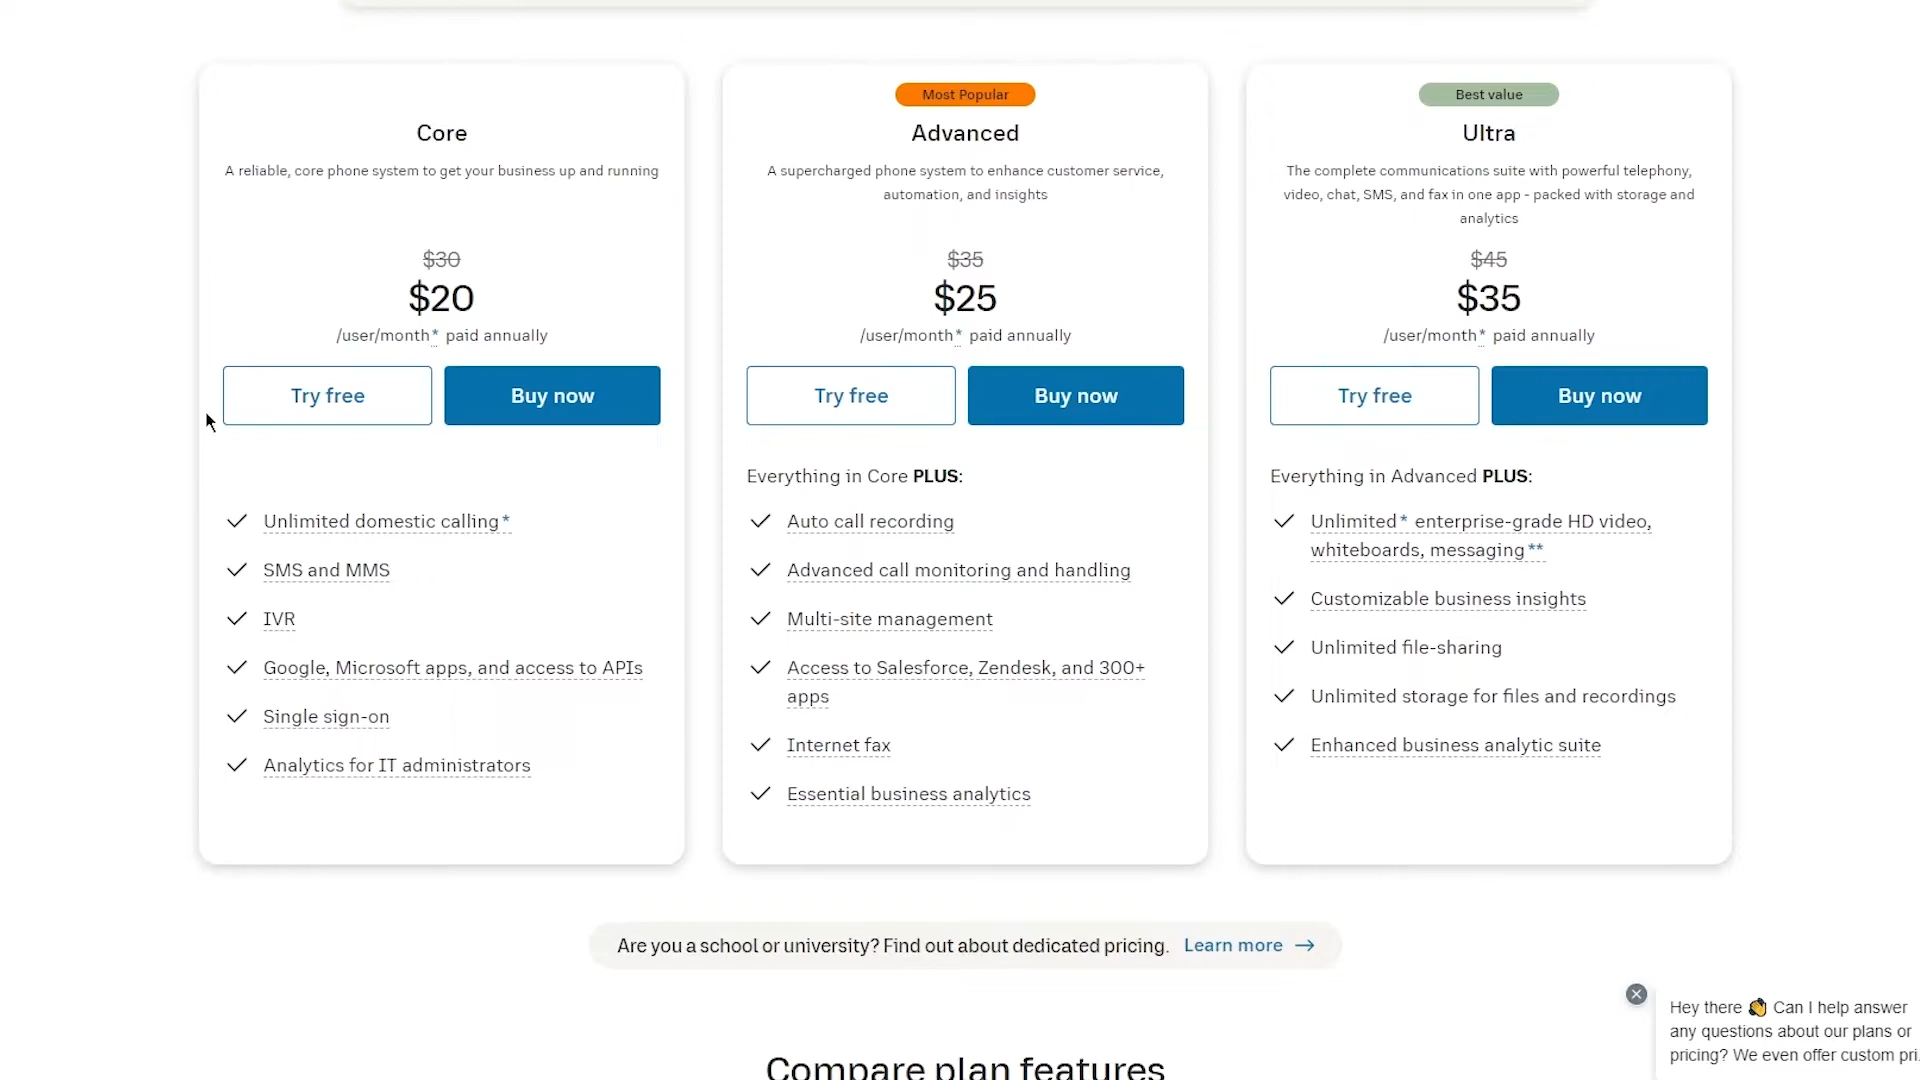 Core
A reliable, core phone system to get your business up and running
$30
$20
/user/month* paid annually
Try free
Buy now
Unlimited domestic calling*
SMS and MMS
IVR
Google, Microsoft apps, and access to APIs
Single sign-on
Analytics for IT administrators
Most Popular
Advanced
A supercharged phone system to enhance customer service,
automation, and insights
$35
$25
/user/month* paid annually
Try free
Buy now
Everything in Core PLUS:
Auto call recording
Advanced call monitoring and handling
Multi-site management
Access to Salesforce, Zendesk, and 300+
apps
Internet fax
Essential business analytics
Best value
Ultra
The complete communications suite with powerful telephony,
video, chat, SMS, and fax in one app - packed with storage and
analytics
$45
$35
/user/month* paid annually
Try free
Buy now
Everything in Advanced PLUS:
Unlimited* enterprise-grade HD video,
whiteboards, messaging**
Customizable business insights
Unlimited file-sharing
Unlimited storage for files and recordings
Enhanced business analytic suite
Are you a school or university? Find out about dedicated pricing. Learn more →
Hey there 👋 Can I help answer
any questions about our plans or
pricing? We even offer custom pri
Compare plan features